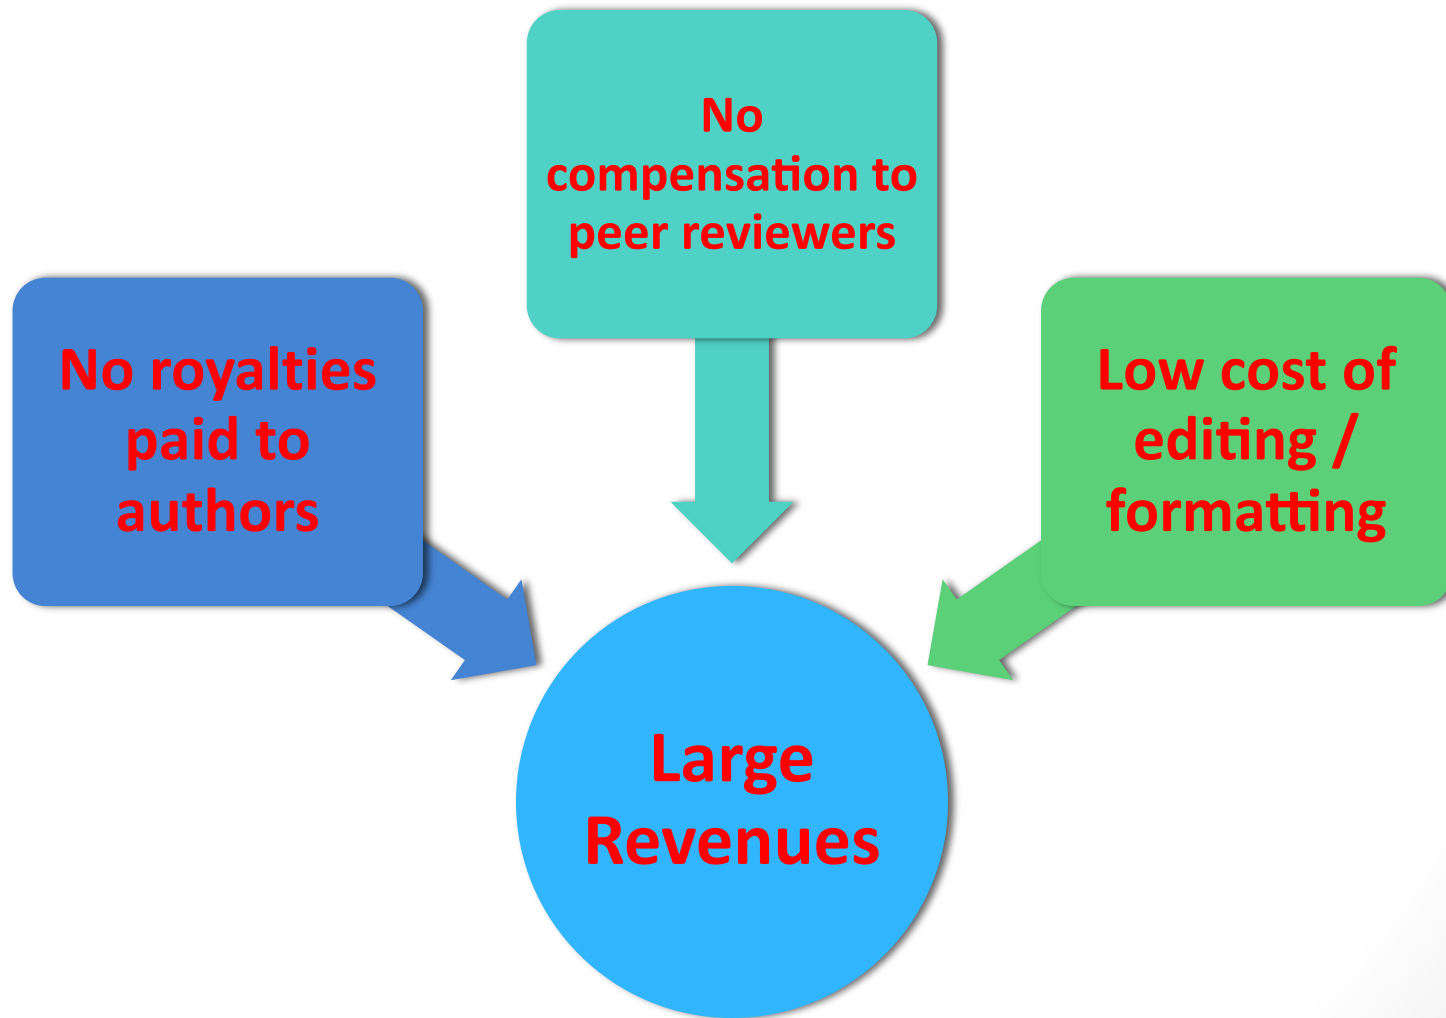 No
compensation to
peer reviewers
No royalties
paid to
authors
Low cost of
editing /
formatting
Large
Revenues